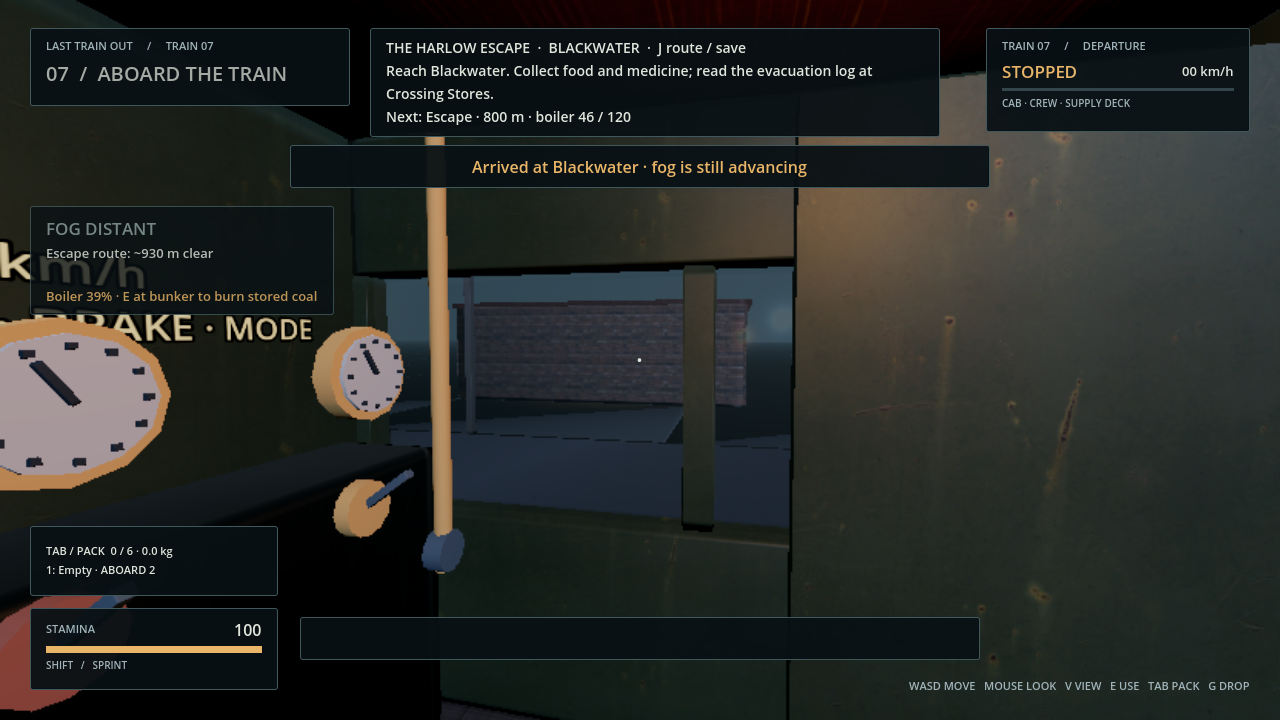 LAST TRAIN OUT / TRAIN 07
07 / ABOARD THE TRAIN
THE HARLOW ESCAPE · BLACKWATER · J route / save
Reach Blackwater. Collect food and medicine; read the evacuation log at
Crossing Stores.
Next: Escape · 800 m · boiler 46 / 120
TRAIN 07 / DEPARTURE
STOPPED 00 km/h
CAB · CREW · SUPPLY DECK
Arrived at Blackwater · fog is still advancing
FOG DISTANT
Escape route: ~930 m clear
km/h
Boiler 39% · E at bunker to burn stored coal
BRAKE · MODE
TAB / PACK 0 / 6 · 0.0 kg
1: Empty · ABOARD 2
STAMINA 100
SHIFT / SPRINT
WASD MOVE MOUSE LOOK V VIEW E USE TAB PACK G DROP